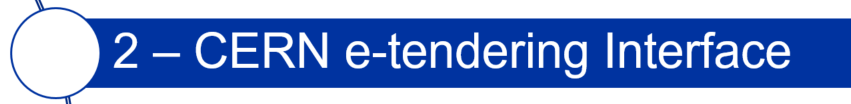 2 – CERN e-tendering Interface